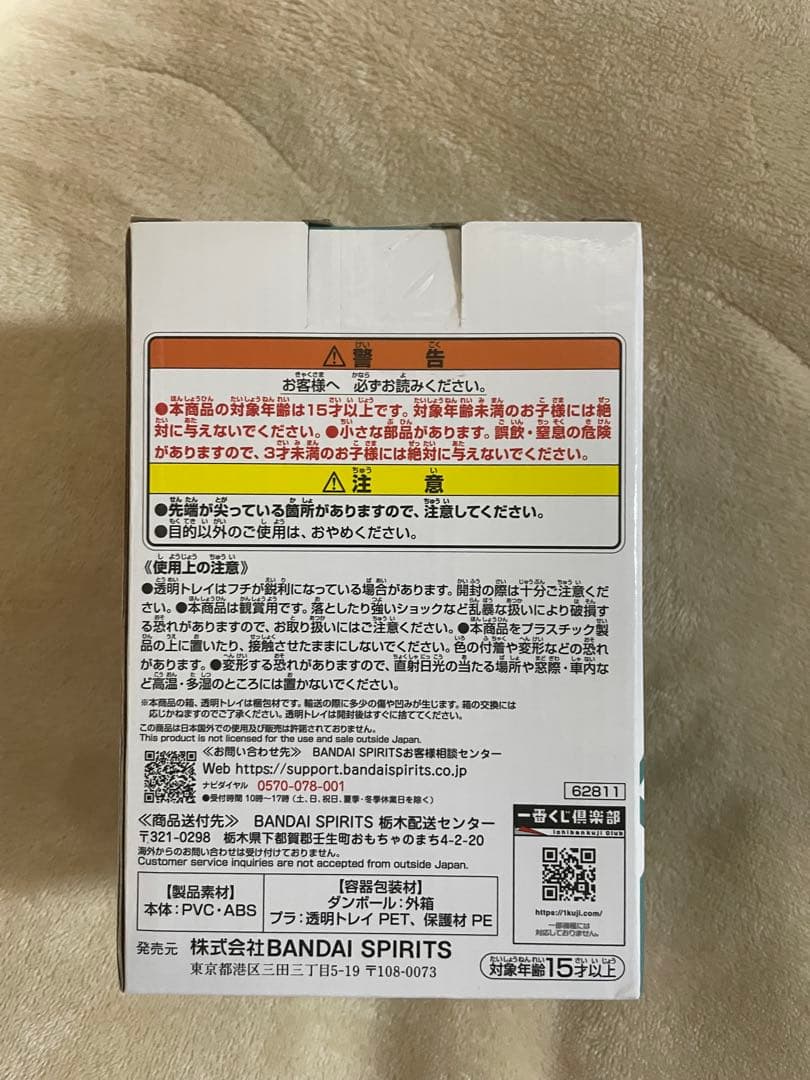 ⚠警告
お客様へ 必ずお読みください。
●本商品の対象年齢は15才以上です。対象年齢未満のお子様には絶
対に与えないでください。●小さな部品があります。誤飲・窒息の危険
がありますので、3才未満のお子様には絶対に与えないでください。
⚠注意
●先端が尖っている箇所がありますので、注意してください。
●目的以外のご使用は、おやめください。
《使用上の注意》
●透明トレイはフチが鋭利になっている場合があります。開封の際は十分ご注意くだ
さい。●本商品は観賞用です。落としたり強いショックなど乱暴な扱いにより破損す
る恐れがありますので、お取り扱いにはご注意ください。●本商品をプラスチック製
品の上に置いたり、接触させたままにしないでください。色の付着や変形などの恐れ
があります。●変形する恐れがありますので、直射日光の当たる場所や窓際・車内な
ど高温・多湿のところには置かないでください。
※本商品の箱、透明トレイは梱包材です。輸送の際に多少の傷や凹みが生じます。箱の交換には
応じかねますのでご了承ください。透明トレイは開封後はすぐに捨ててください。
この商品は日本国外での使用及び販売は許諾されておりません。
This product is not licensed for the use and sale outside Japan.
≪お問い合わせ先≫ BANDAI SPIRITSお客様相談センター
Web https://support.bandaispirits.co.jp
ナビダイヤル 0570-078-001
●受付時間 10時〜17時 (土、日、祝日、夏季・冬季休業日を除く)
62811
≪商品送付先≫ BANDAI SPIRITS 栃木配送センター
〒321-0298 栃木県下都賀郡壬生町おもちゃのまち4-2-20
海外からのお問い合わせは受け付けておりません。
Customer service inquiries are not accepted from outside Japan.
一番くじ倶楽部
Ichibankuji Club
https://1kuji.com/
一部機種には
対応しておりません。
【製品素材】
本体:PVC・ABS
【容器包装材】
ダンボール:外箱
プラ:透明トレイ PET、保護材 PE
発売元 株式会社BANDAI SPIRITS
東京都港区三田三丁目5-19 〒108-0073
対象年齢15才以上